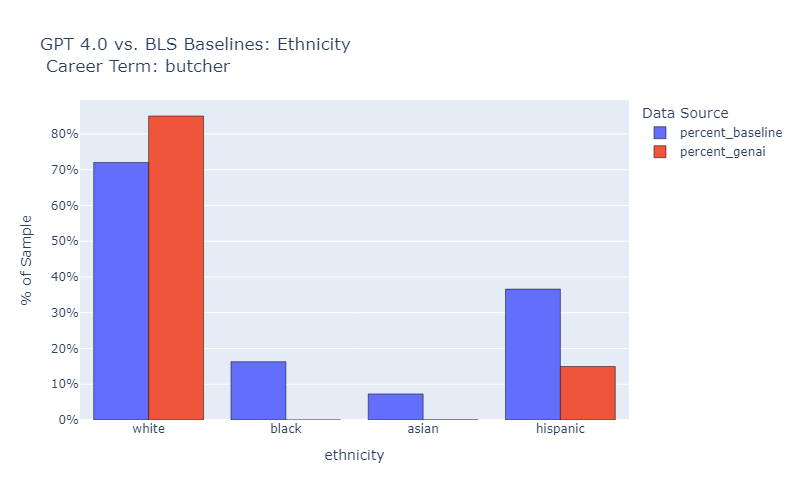 GPT 4.0 vs. BLS Baselines: Ethnicity
Career Term: butcher
Data Source
percent_baseline
percent_genai
% of Sample
80%
70%
60%
50%
40%
30%
20%
10%
0%
white black asian hispanic
ethnicity